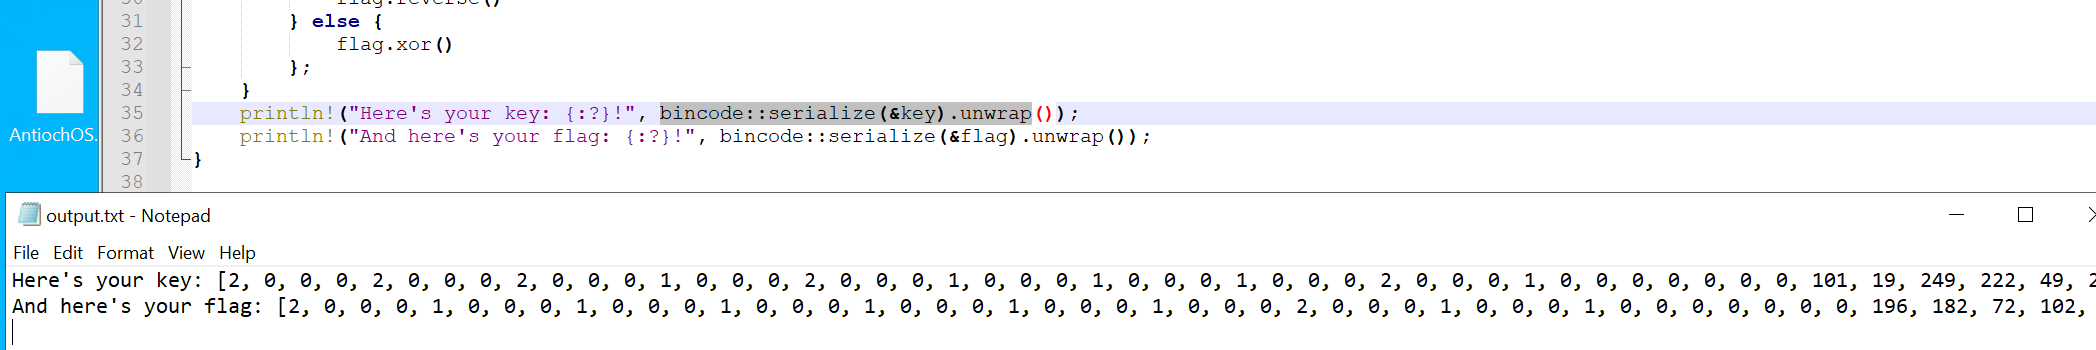 30 flag.reverse()
31 } else {
32 flag.xor()
33 };
34 }
35 println!("Here's your key: {:?}!", bincode::serialize(&key).unwrap());
36 println!("And here's your flag: {:?}!", bincode::serialize(&flag).unwrap());
37 }
38
AntiochOS.
output.txt - Notepad
File Edit Format View Help
Here's your key: [2, 0, 0, 0, 2, 0, 0, 0, 2, 0, 0, 0, 1, 0, 0, 0, 2, 0, 0, 0, 1, 0, 0, 0, 1, 0, 0, 0, 1, 0, 0, 0, 2, 0, 0, 0, 1, 0, 0, 0, 0, 0, 0, 0, 101, 19, 249, 222, 49, 2
And here's your flag: [2, 0, 0, 0, 1, 0, 0, 0, 1, 0, 0, 0, 1, 0, 0, 0, 1, 0, 0, 0, 1, 0, 0, 0, 1, 0, 0, 0, 2, 0, 0, 0, 1, 0, 0, 0, 1, 0, 0, 0, 0, 0, 0, 0, 196, 182, 72, 102,